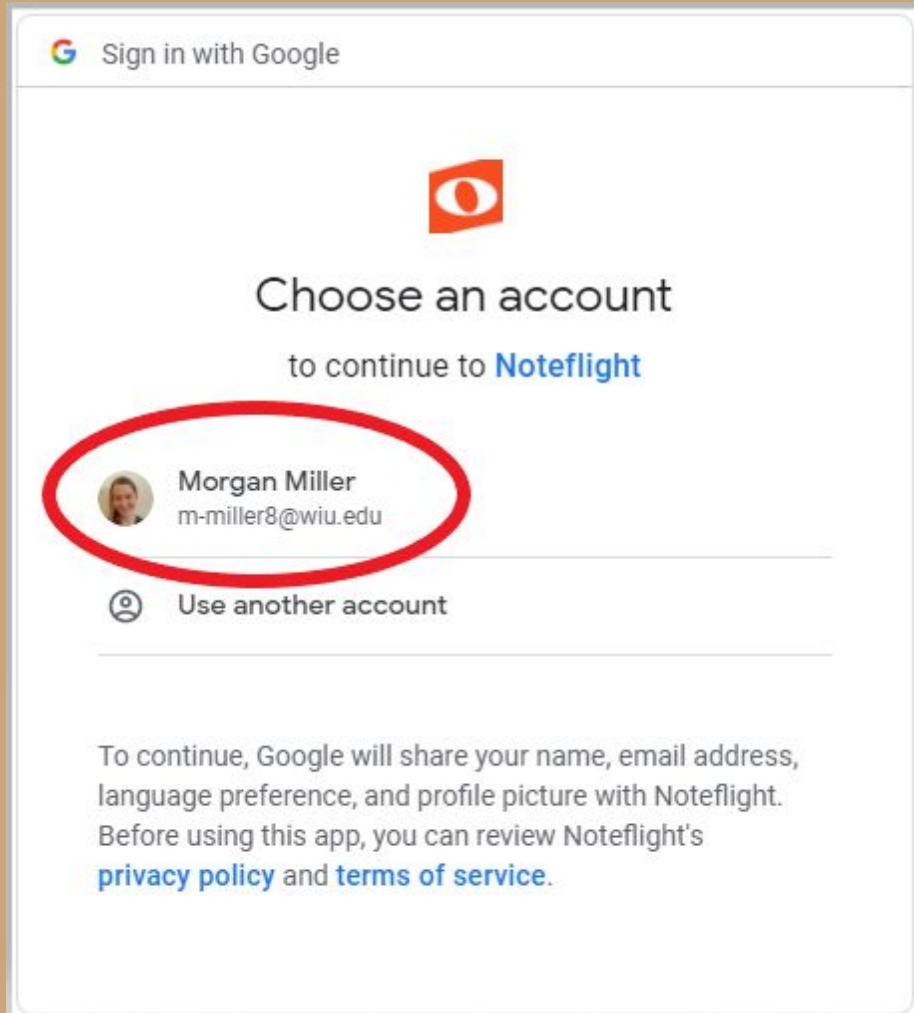 Sign in with Google
Choose an account
to continue to Noteflight
Morgan Miller
m-miller8@wiu.edu
Use another account
To continue, Google will share your name, email address,
language preference, and profile picture with Noteflight.
Before using this app, you can review Noteflight's
privacy policy and terms of service.